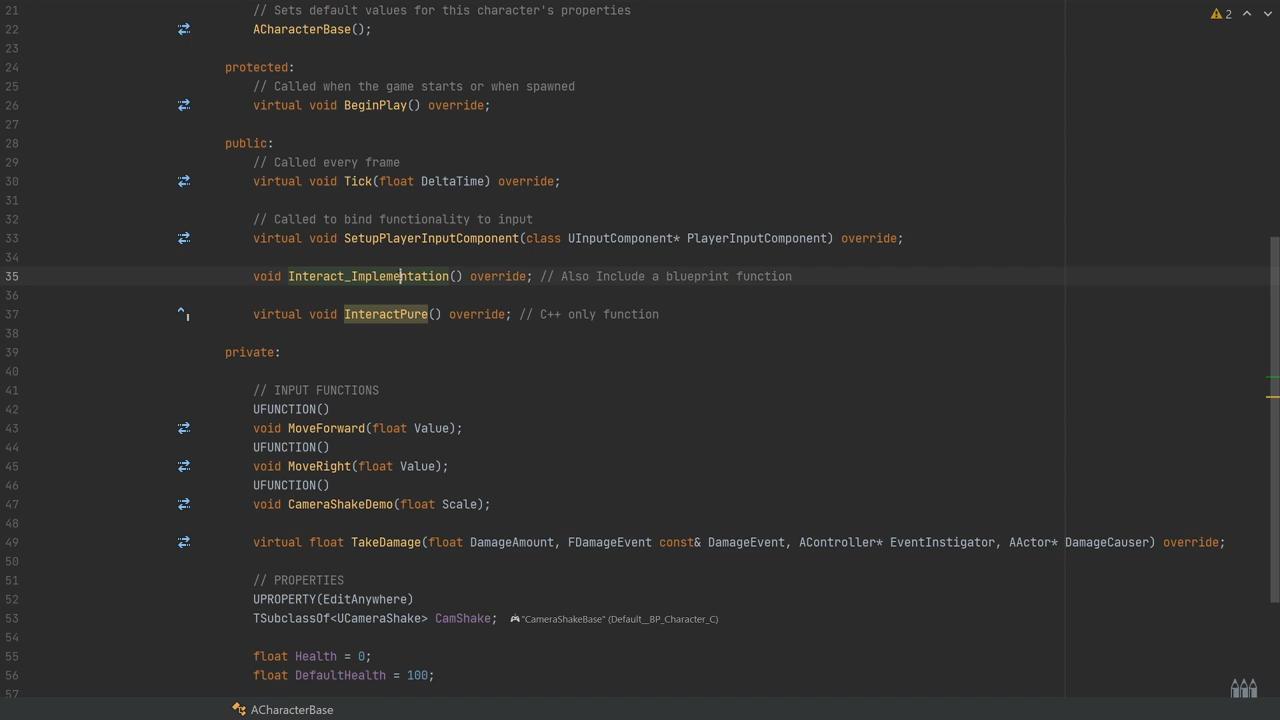 21 // Sets default values for this character's properties
22 ACharacterBase();
2
23
24 protected:
25 // Called when the game starts or when spawned
26 virtual void BeginPlay() override;
27
28 public:
29 // Called every frame
30 virtual void Tick(float DeltaTime) override;
31
32 // Called to bind functionality to input
33 virtual void SetupPlayerInputComponent(class UInputComponent* PlayerInputComponent) override;
34
35 void Interact_Implementation() override; // Also Include a blueprint function
36
37 virtual void InteractPure() override; // C++ only function
38
39 private:
40
41 // INPUT FUNCTIONS
42 UFUNCTION()
43 void MoveForward(float Value);
44 UFUNCTION()
45 void MoveRight(float Value);
46 UFUNCTION()
47 void CameraShakeDemo(float Scale);
48
49 virtual float TakeDamage(float DamageAmount, FDamageEvent const& DamageEvent, AController* EventInstigator, AActor* DamageCauser) override;
50
51 // PROPERTIES
52 UPROPERTY(EditAnywhere)
53 TSubclassOf<UCameraShake> CamShake; "CameraShakeBase" (Default__BP_Character_C)
54
55 float Health = 0;
56 float DefaultHealth = 100;
57
ACharacterBase